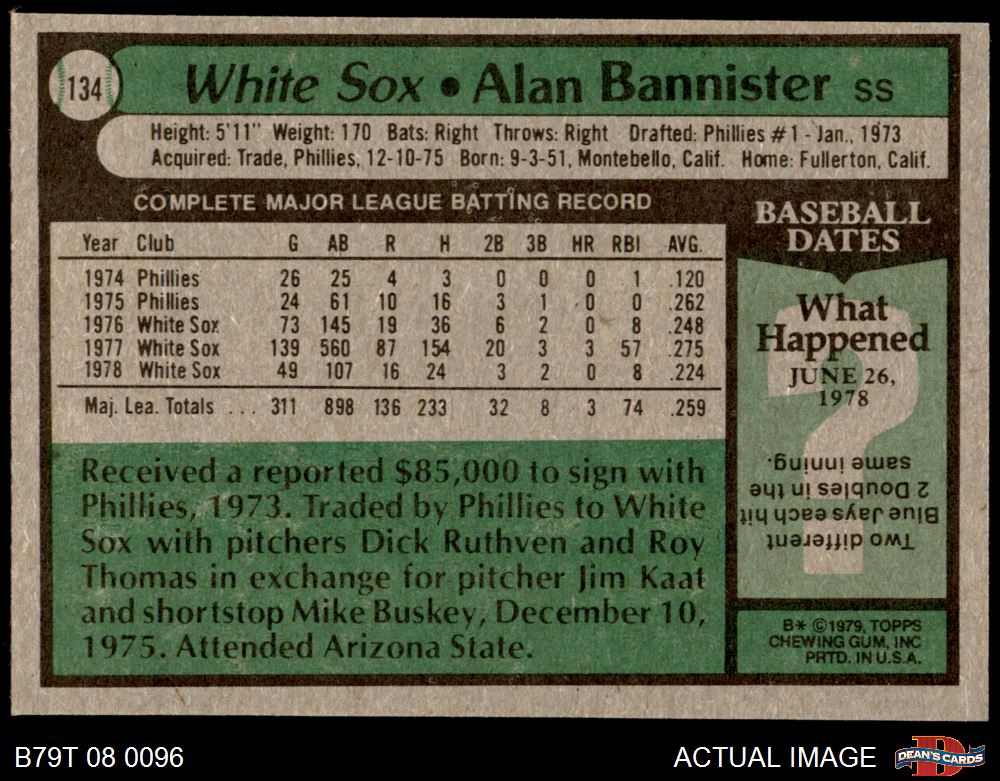 134
White Sox • Alan Bannister SS
Height: 5'11" Weight: 170 Bats: Right Throws: Right Drafted: Phillies #1 - Jan., 1973
Acquired: Trade, Phillies, 12-10-75 Born: 9-3-51, Montebello, Calif. Home: Fullerton, Calif.
COMPLETE MAJOR LEAGUE BATTING RECORD
Year Club G AB R H 2B 3B HR RBI AVG.
1974 Phillies 26 25 4 3 0 0 0 1 .120
1975 Phillies 24 61 10 16 3 1 0 0 .262
1976 White Sox 73 145 19 36 6 2 0 8 .248
1977 White Sox 139 560 87 154 20 3 3 57 .275
1978 White Sox 49 107 16 24 3 2 0 8 .224
Maj. Lea. Totals ... 311 898 136 233 32 8 3 74 .259
Received a reported $85,000 to sign with
Phillies, 1973. Traded by Phillies to White
Sox with pitchers Dick Ruthven and Roy
Thomas in exchange for pitcher Jim Kaat
and shortstop Mike Buskey, December 10,
1975. Attended Arizona State.
BASEBALL
DATES
What
Happened
JUNE 26,
1978
Two different
Blue Jays each hit
2 Doubles in the
same inning.
B* ©1979, TOPPS
CHEWING GUM, INC
PRTD. IN U.S.A.
B79T 08 0096
ACTUAL IMAGE
D
DEAN'S CARDS